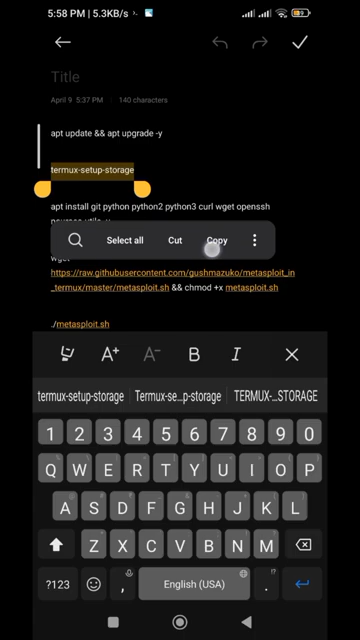 5:58 PM | 5.3KB/s
Title
April 9 5:37 PM | 140 characters
apt update && apt upgrade -y
termux-setup-storage
apt install git python python2 python3 curl wget openssh
Select all Cut Copy
wget
https://raw.githubusercontent.com/gushmazuko/metasploit_in
_termux/master/metasploit.sh && chmod +x metasploit.sh
./metasploit.sh
A+ A- B I
termux-setup-storage Termux-se...p-storage TERMUX-...STORAGE
1 2 3 4 5 6 7 8 9 0
Q W E R T Y U I O P
A S D F G H J K L
Z X C V B N M
?123 , English (USA) .